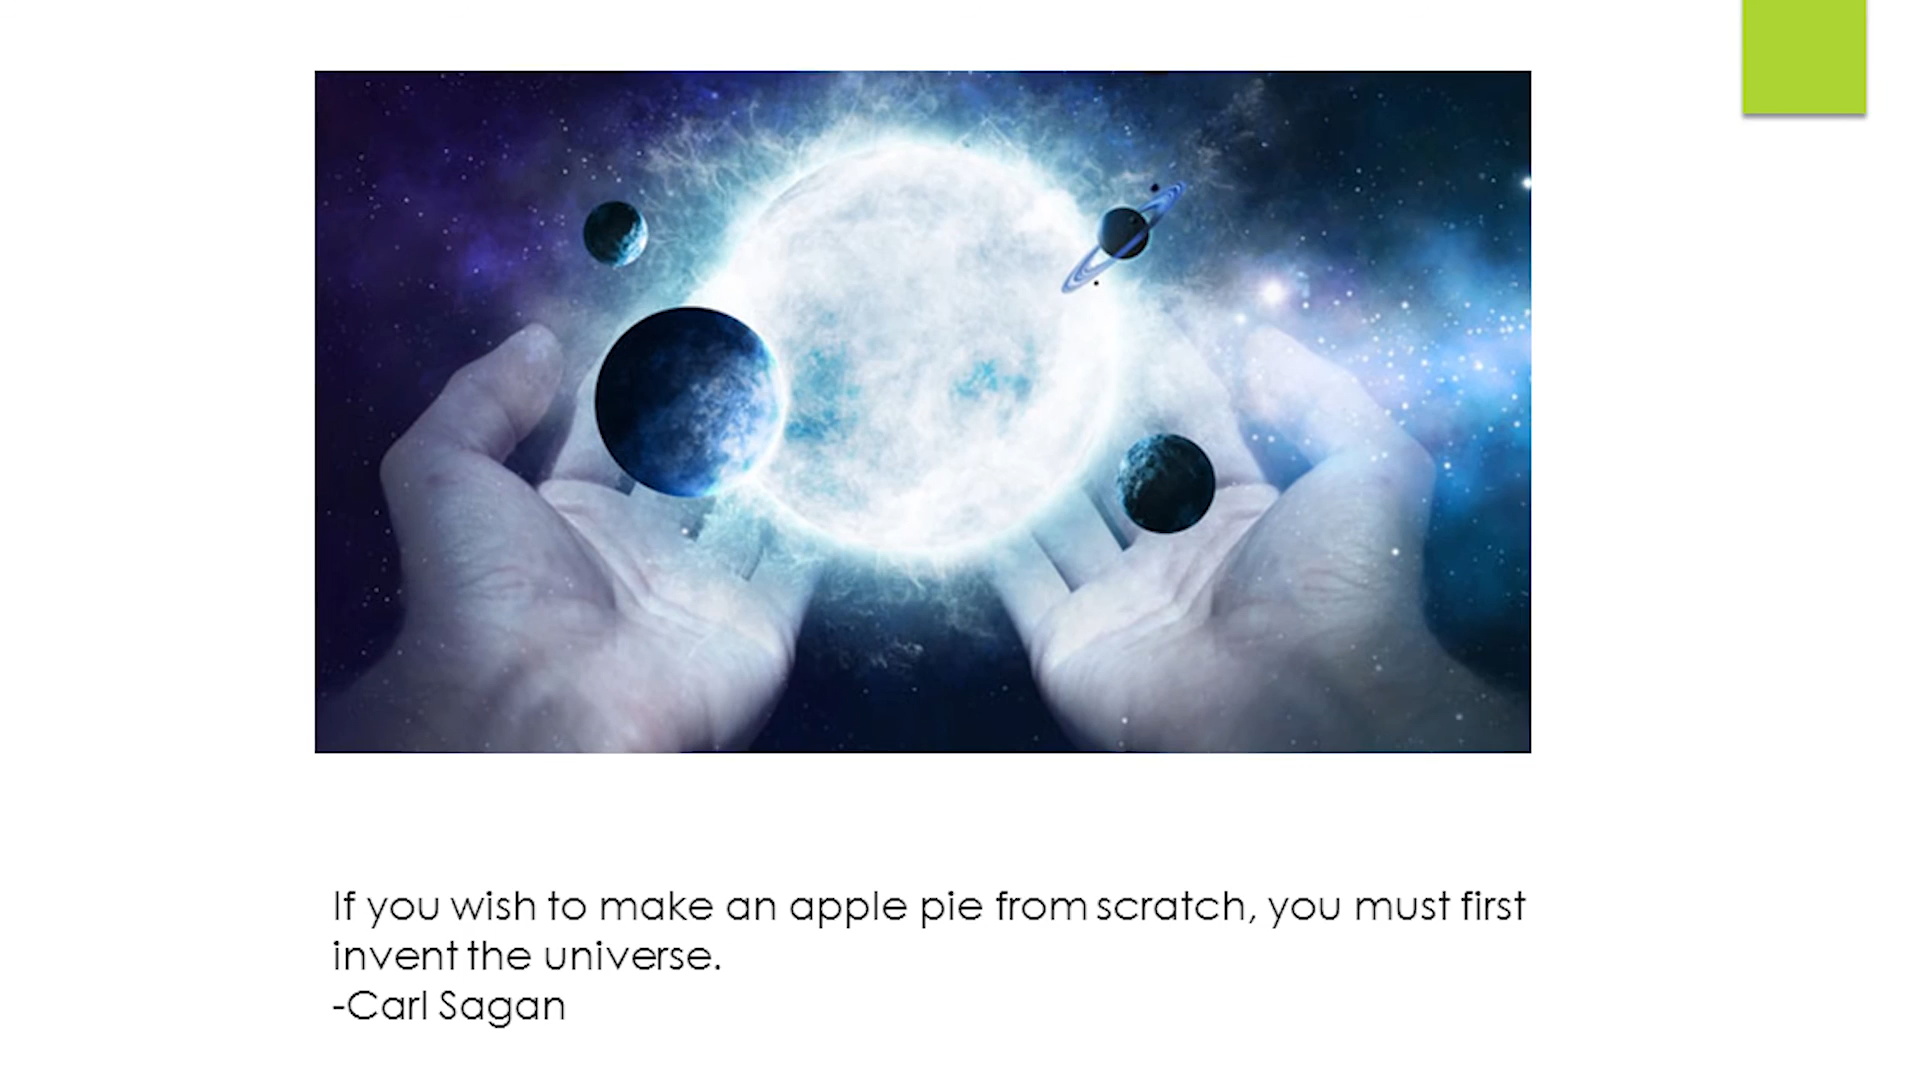 If you wish to make an apple pie from scratch, you must first
invent the universe.
-Carl Sagan